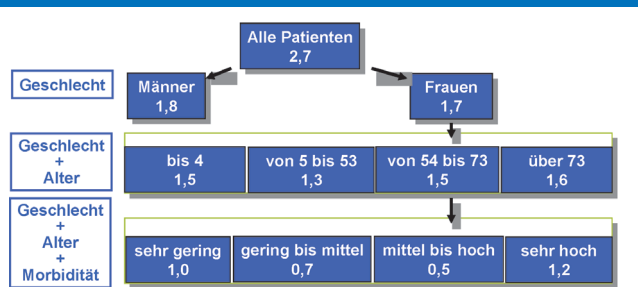 Alle Patienten
2,7
Geschlecht
Männer
1,8
Frauen
1,7
Geschlecht
+
Alter
bis 4
1,5
von 5 bis 53
1,3
von 54 bis 73
1,5
über 73
1,6
Geschlecht
+
Alter
+
Morbidität
sehr gering
1,0
gering bis mittel
0,7
mittel bis hoch
0,5
sehr hoch
1,2